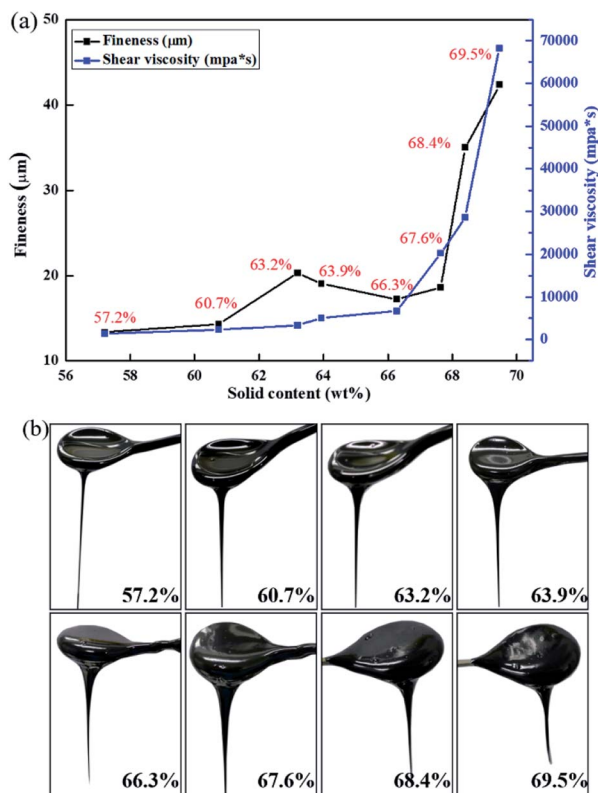 (a)
50
40
30
20
10
Fineness (μm)
Fineness (μm)
Shear viscosity (mpa*s)
57.2%
60.7%
63.2%
63.9%
66.3%
67.6%
68.4%
69.5%
70000
60000
50000
40000
30000
20000
10000
0
Shear viscosity (mpa*s)
56 58 60 62 64 66 68 70
Solid content (wt%)
(b)
57.2% 60.7% 63.2% 63.9%
66.3% 67.6% 68.4% 69.5%